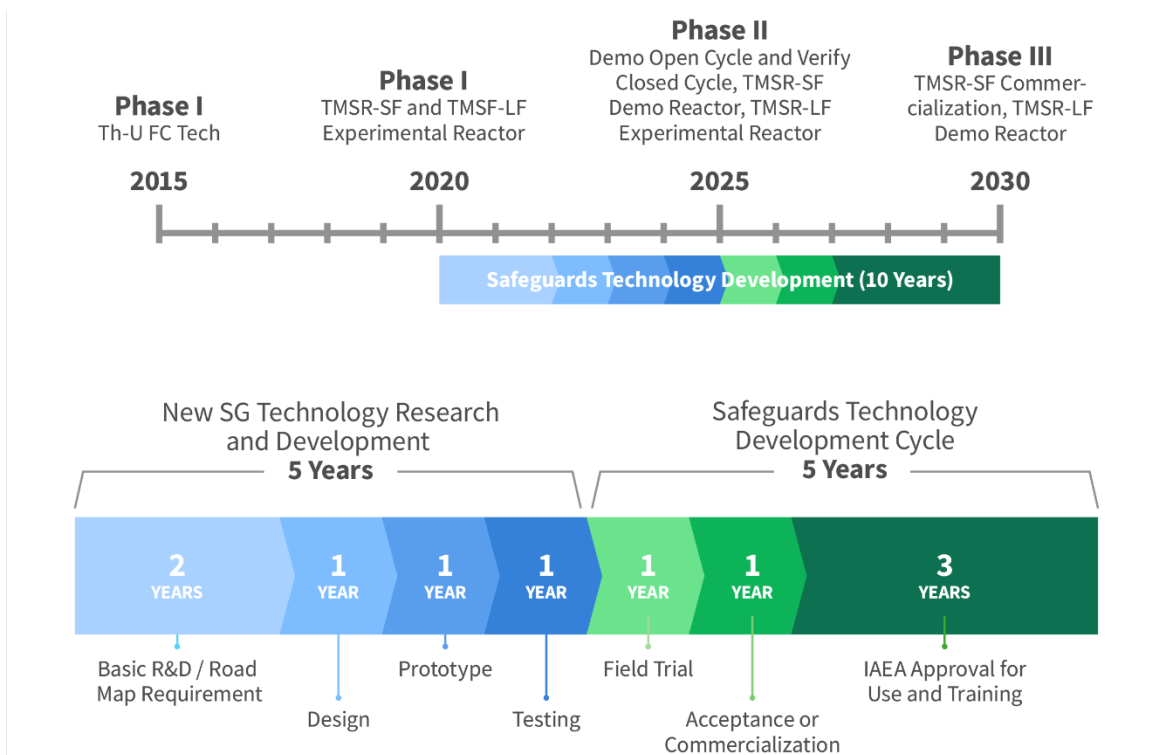 Phase I
Th-U FC Tech
Phase I
TMSR-SF and TMSF-LF
Experimental Reactor
Phase II
Demo Open Cycle and Verify
Closed Cycle, TMSR-SF
Demo Reactor, TMSR-LF
Experimental Reactor
Phase III
TMSR-SF Commer-
cialization, TMSR-LF
Demo Reactor
2015
2020
2025
2030
Safeguards Technology Development (10 Years)
New SG Technology Research
and Development
5 Years
Safeguards Technology
Development Cycle
5 Years
2
YEARS
1
YEAR
1
YEAR
1
YEAR
1
YEAR
1
YEAR
3
YEARS
Basic R&D / Road
Map Requirement
Design
Prototype
Testing
Field Trial
Acceptance or
Commercialization
IAEA Approval for
Use and Training